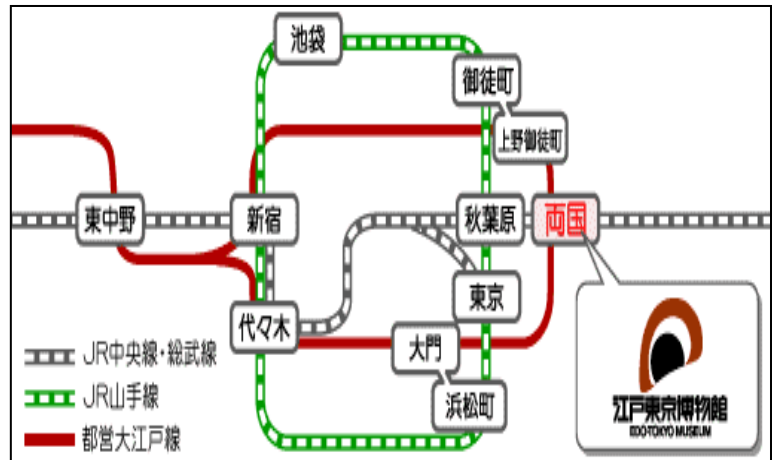 池袋
御徒町
上野御徒町
東中野
新宿
秋葉原
両国
東京
代々木
大門
浜松町
JR中央線・総武線
JR山手線
都営大江戸線
江戸東京博物館
EDO-TOKYO MUSEUM